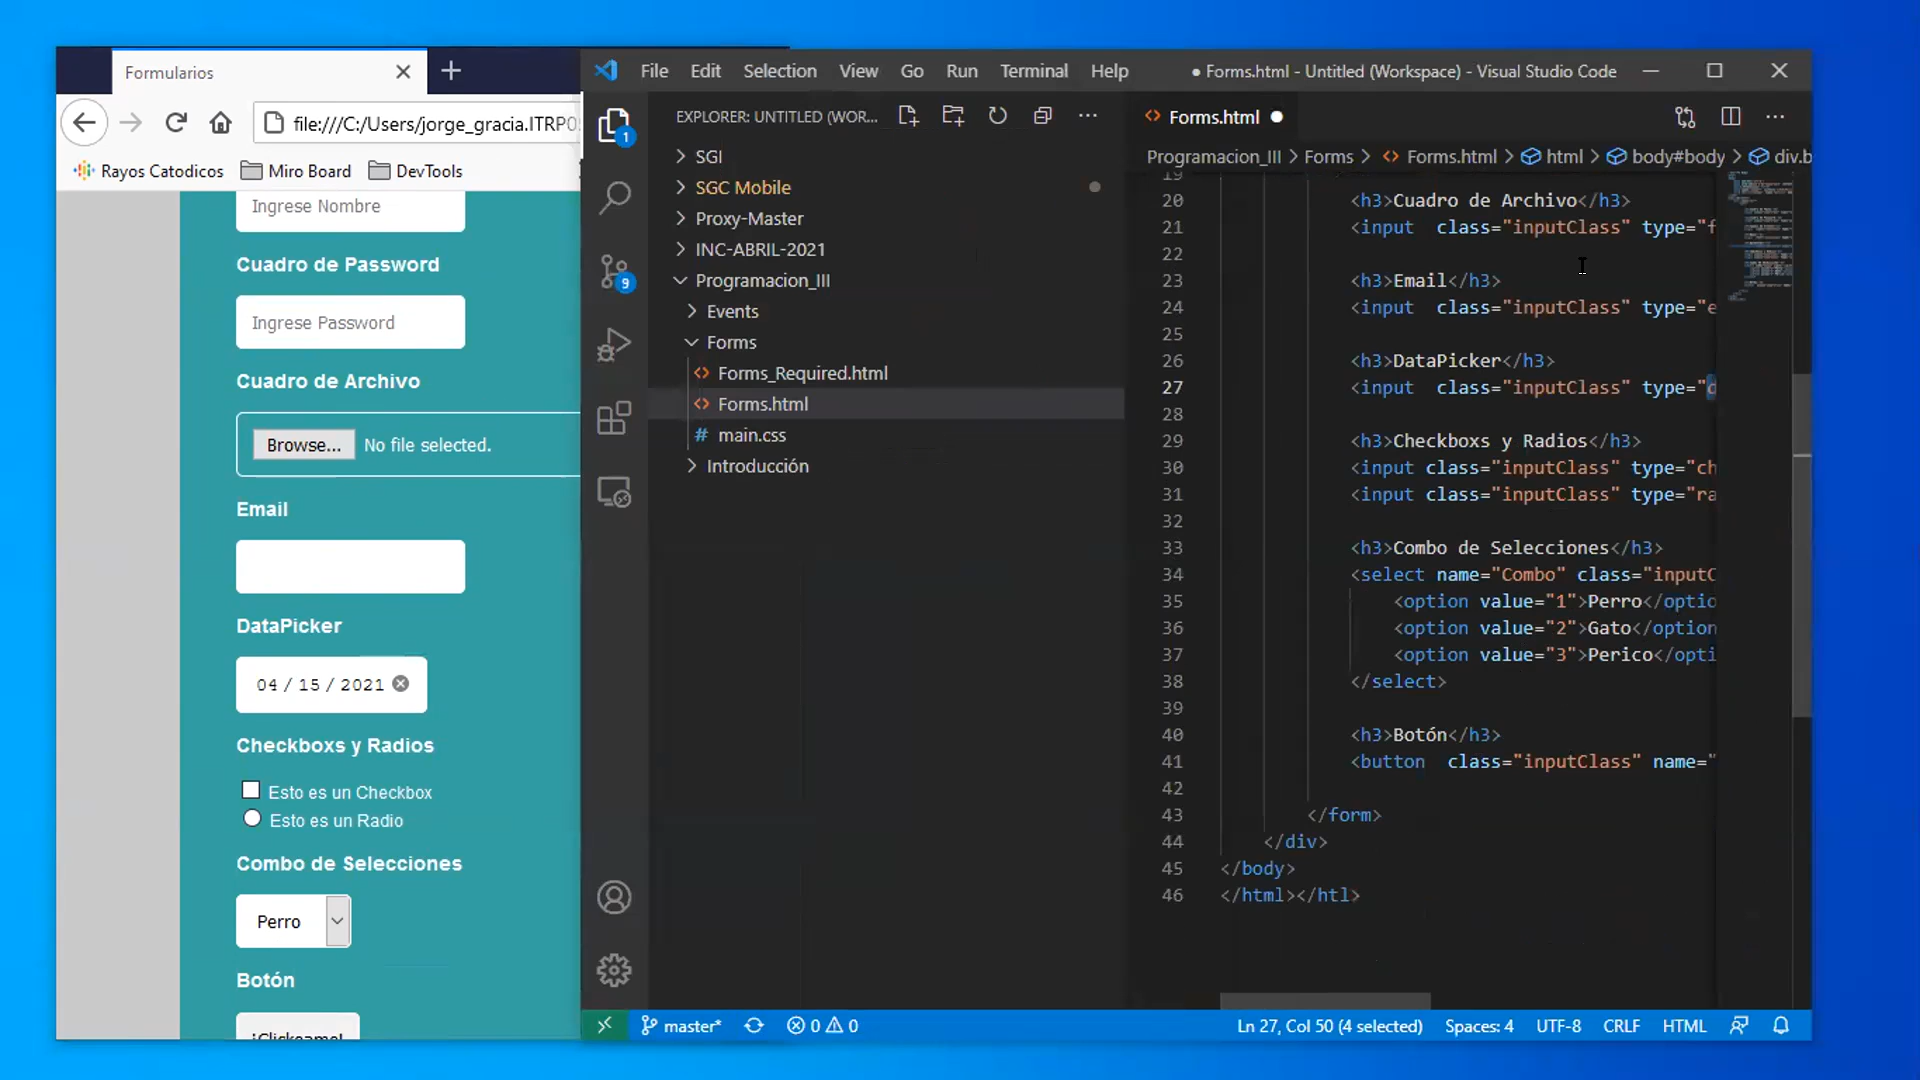 Formularios
file:///C:/Users/jorge_gracia.ITRP0
Rayos Catodicos
Miro Board
DevTools
Ingrese Nombre
Cuadro de Password
Ingrese Password
Cuadro de Archivo
Browse... No file selected.
Email
DataPicker
04 / 15 / 2021
Checkboxs y Radios
Esto es un Checkbox
Esto es un Radio
Combo de Selecciones
Perro
Botón
¡Clickeame!
File Edit Selection View Go Run Terminal Help
● Forms.html - Untitled (Workspace) - Visual Studio Code
EXPLORER: UNTITLED (WOR...
1
9
SGI
SGC Mobile
Proxy-Master
INC-ABRIL-2021
Programacion_III
Events
Forms
Forms_Required.html
Forms.html
# main.css
Introducción
Forms.html
Programacion_III > Forms > Forms.html > html > body#body > div.b
19
20 <h3>Cuadro de Archivo</h3>
21 <input  class="inputClass" type="f
22
23 <h3>Email</h3>
24 <input  class="inputClass" type="e
25
26 <h3>DataPicker</h3>
27 <input  class="inputClass" type="d
28
29 <h3>Checkboxs y Radios</h3>
30 <input class="inputClass" type="ch
31 <input class="inputClass" type="ra
32
33 <h3>Combo de Selecciones</h3>
34 <select name="Combo" class="inputC
35 <option value="1">Perro</optio
36 <option value="2">Gato</option
37 <option value="3">Perico</opti
38 </select>
39
40 <h3>Botón</h3>
41 <button  class="inputClass" name="
42
43 </form>
44 </div>
45 </body>
46 </html></htl>
master* 0 0
Ln 27, Col 50 (4 selected) Spaces: 4 UTF-8 CRLF HTML